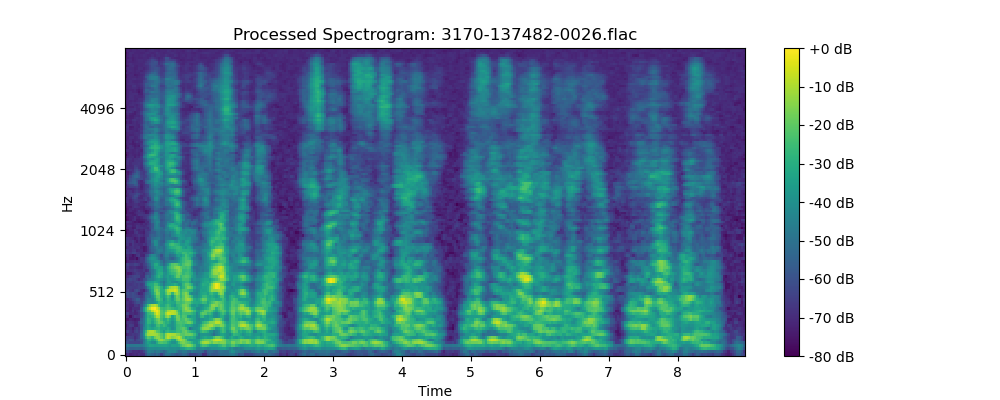 Processed Spectrogram: 3170-137482-0026.flac
Hz
4096
2048
1024
512
0
0 1 2 3 4 5 6 7 8
Time
+0 dB
-10 dB
-20 dB
-30 dB
-40 dB
-50 dB
-60 dB
-70 dB
-80 dB